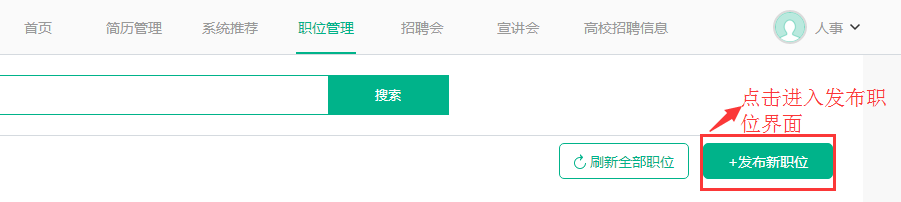 首页 简历管理 系统推荐 职位管理 招聘会 宣讲会 高校招聘信息 人事
搜索
点击进入发布职
位界面
刷新全部职位 +发布新职位